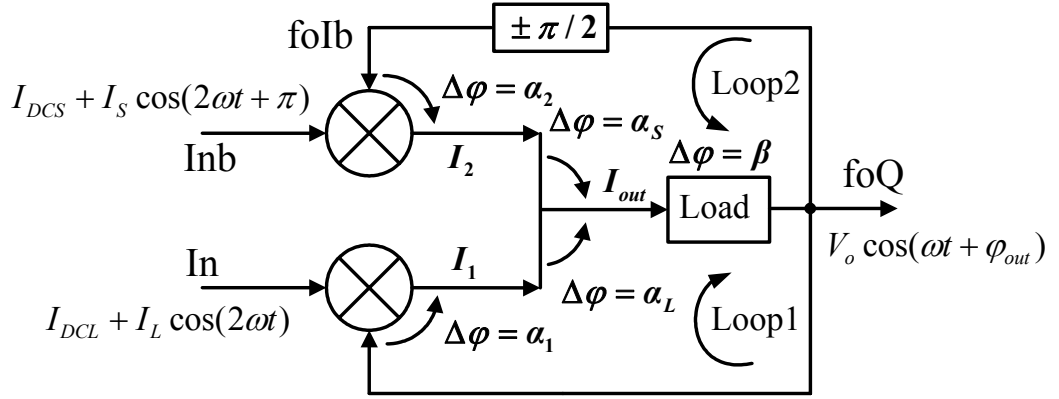 ± π / 2
foIb
Loop2
Δφ = α₂
I_DCS + I_S cos(2ωt + π)
Δφ = α_S
Inb
I₂
Δφ = β
I_out
Load
foQ
V_o cos(ωt + φ_out)
In
I₁
Δφ = α_L
I_DCL + I_L cos(2ωt)
Loop1
Δφ = α₁